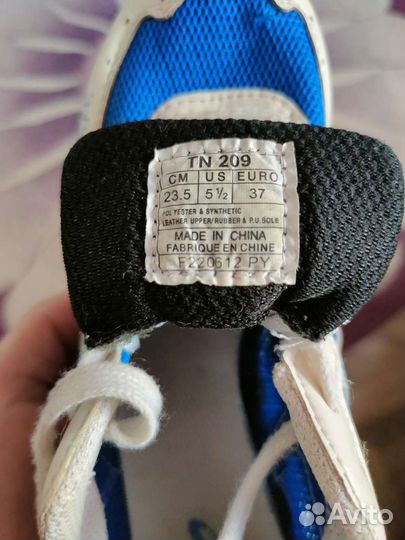 TN 209
CM US EURO
23.5 5½ 37
POLYESTER & SYNTHETIC
LEATHER UPPER/RUBBER & P.U.SOLE
MADE IN CHINA
FABRIQUE EN CHINE
F220612 PY
Avito